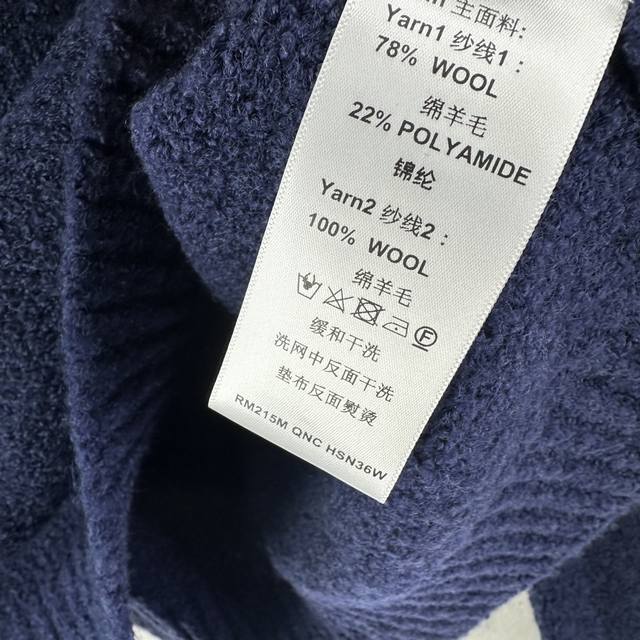 主面料:
Yarn1 纱线1:
78% WOOL
绵羊毛
22% POLYAMIDE
锦纶
Yarn2 纱线2:
100% WOOL
绵羊毛
F
缓和干洗
洗网中反面干洗
垫布反面熨烫
RM215M QNC HSN36W